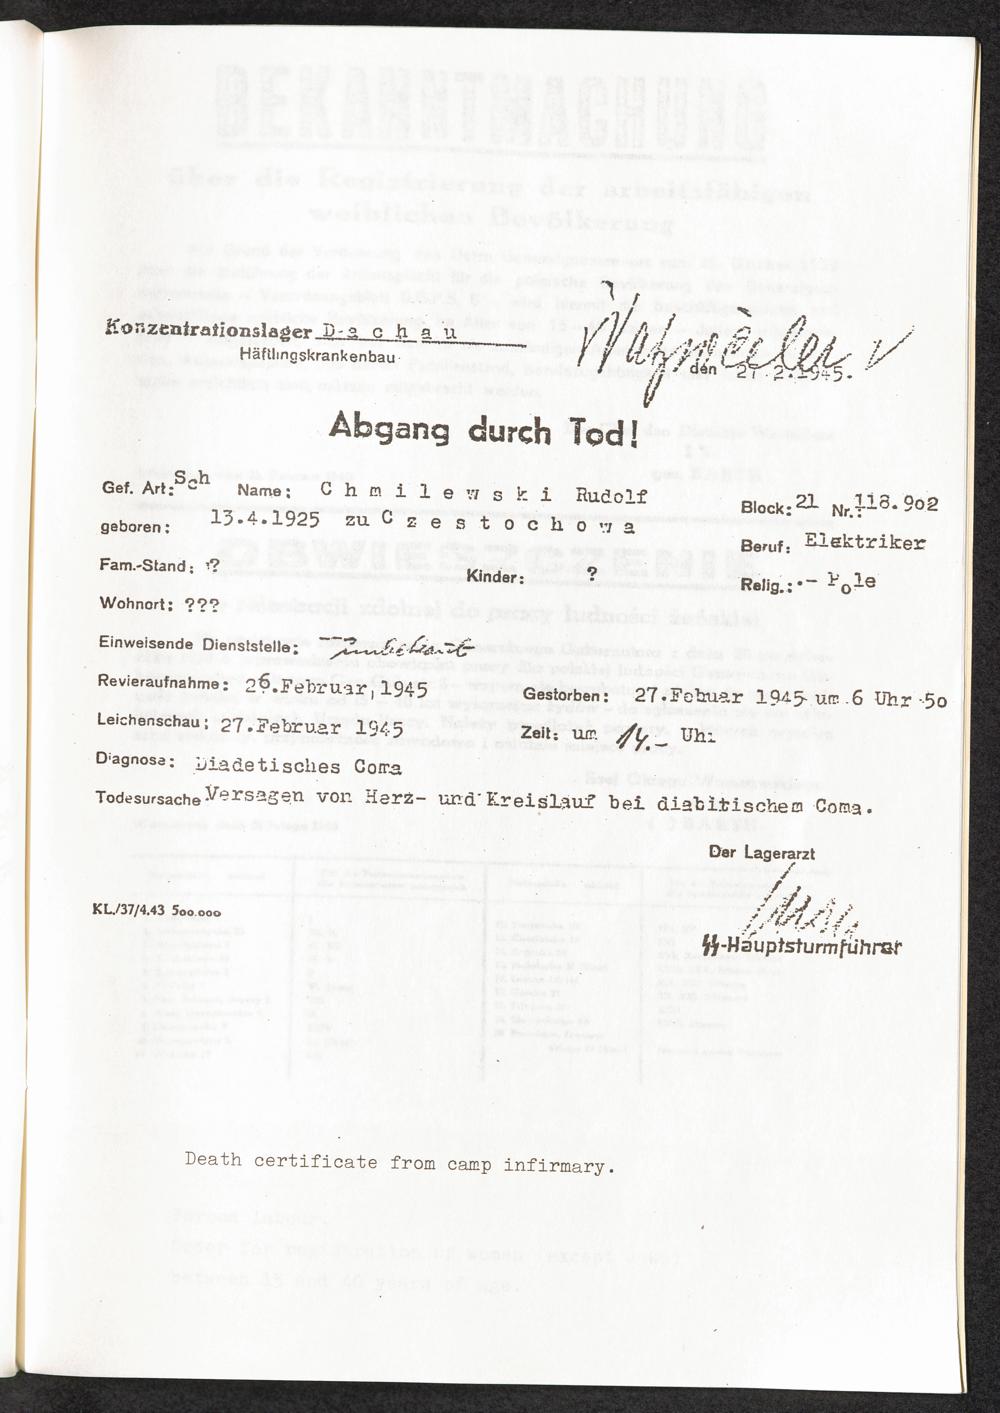 Konzentrationslager D a c h a u
Häftlingskrankenbau
den 27.2.1945.
Abgang durch Tod!
Gef. Art: Sch Name: C h m i l e w s k i Rudolf Block: 21 Nr.: 118.902
geboren: 13.4.1925 zu C z e s t o c h o w a Beruf: Elektriker
Fam.-Stand: ? Kinder: ? Relig.: - Pole
Wohnort: ???
Einweisende Dienststelle: unbekannt
Revieraufnahme: 26.Februar, 1945 Gestorben: 27.Febuar 1945 um 6 Uhr 50
Leichenschau: 27.Februar 1945 Zeit: um 14.- Uhr
Diagnose: Diadetisches Coma
Todesursache Versagen von Herz- und Kreislauf bei diabitischem Coma.
Der Lagerarzt
KL./37/4.43 500.000
SS-Hauptsturmführer
Death certificate from camp infirmary.